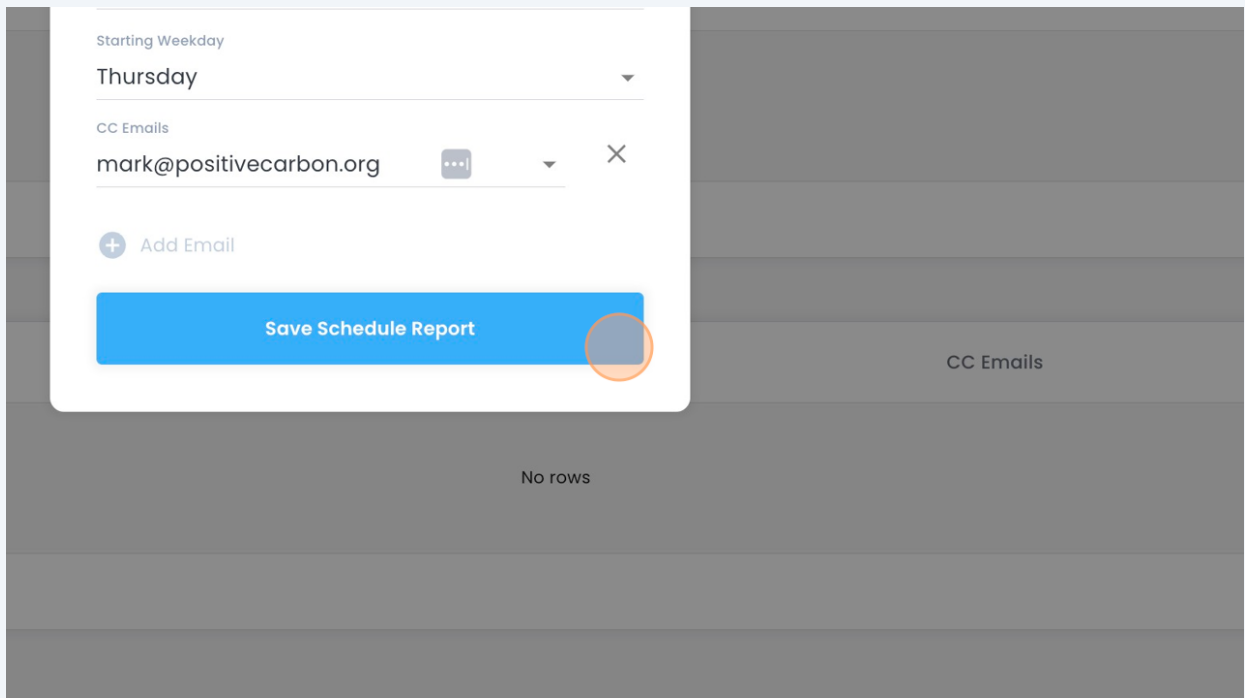 Starting Weekday
Thursday
CC Emails
mark@positivecarbon.org
Add Email
Save Schedule Report
CC Emails
No rows